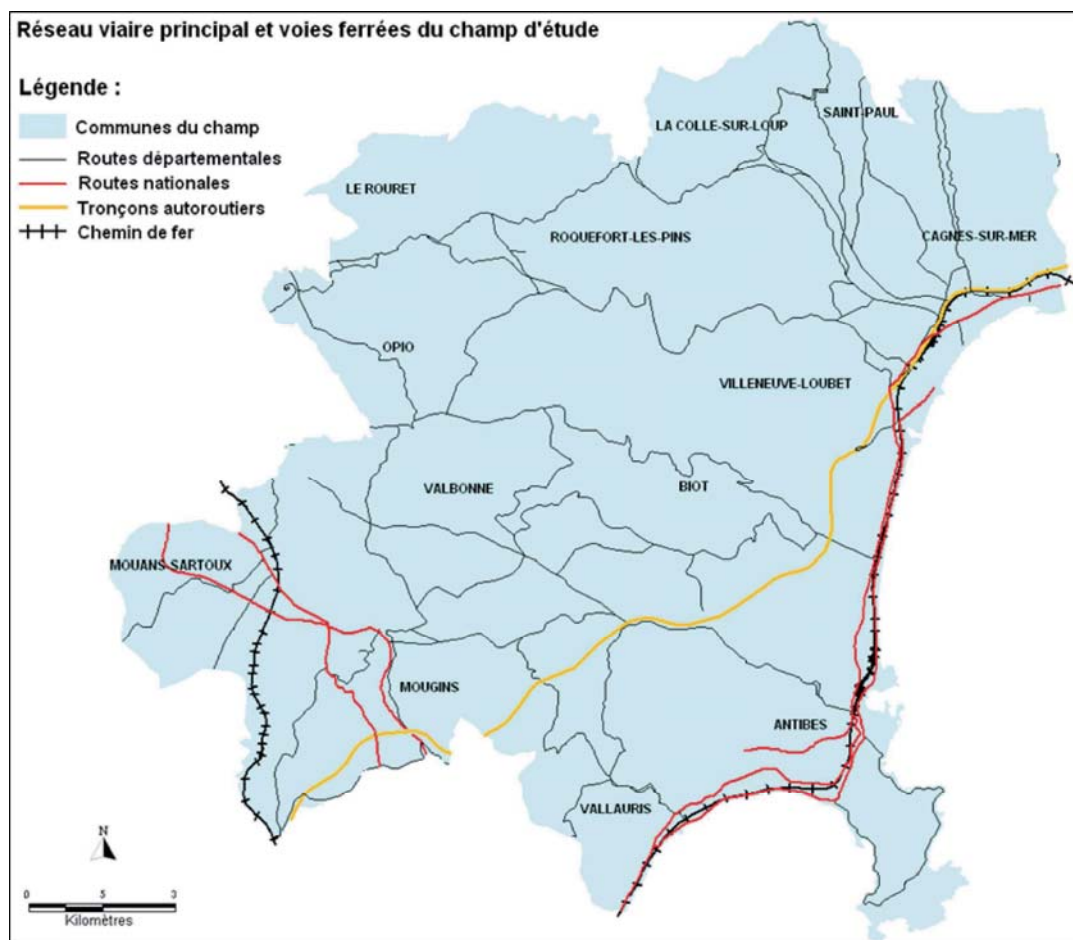 Réseau viaire principal et voies ferrées du champ d'étude
Légende :
Communes du champ
Routes départementales
Routes nationales
Tronçons autoroutiers
Chemin de fer
SAINT-PAUL
LA COLLE-SUR-LOUP
LE ROURET
ROQUEFORT-LES-PINS
CAGNES-SUR-MER
OPIO
VILLENEUVE-LOUBET
VALBONNE
BIOT
MOUANS-SARTOUX
MOUGINS
ANTIBES
VALLAURIS
N
0 5 3
Kilomètres